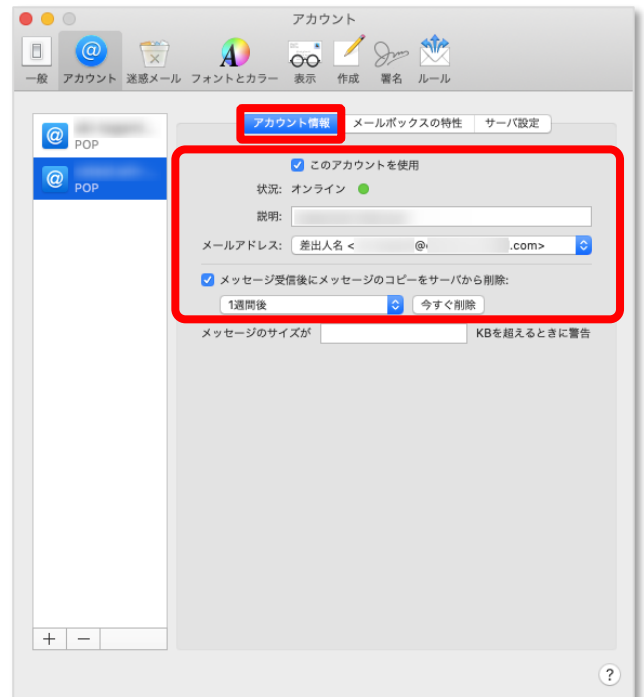 アカウント
一般 アカウント 迷惑メール フォントとカラー 表示 作成 署名 ルール
アカウント情報 メールボックスの特性 サーバ設定
POP
POP
このアカウントを使用
状況: オンライン
説明:
メールアドレス: 差出人名 < @ .com>
メッセージ受信後にメッセージのコピーをサーバから削除:
1週間後 今すぐ削除
メッセージのサイズが KBを超えるときに警告
+ −
?